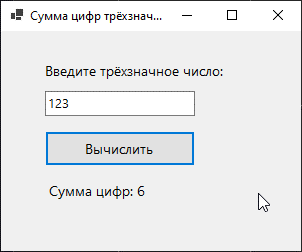 Сумма цифр трёхзнач...
Введите трёхзначное число:
123
Вычислить
Сумма цифр: 6